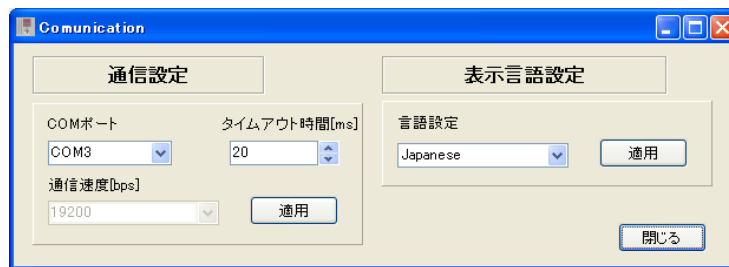 Comunication
通信設定
COMポート
タイムアウト時間[ms]
COM3
20
通信速度[bps]
19200
適用
表示言語設定
言語設定
Japanese
適用
閉じる